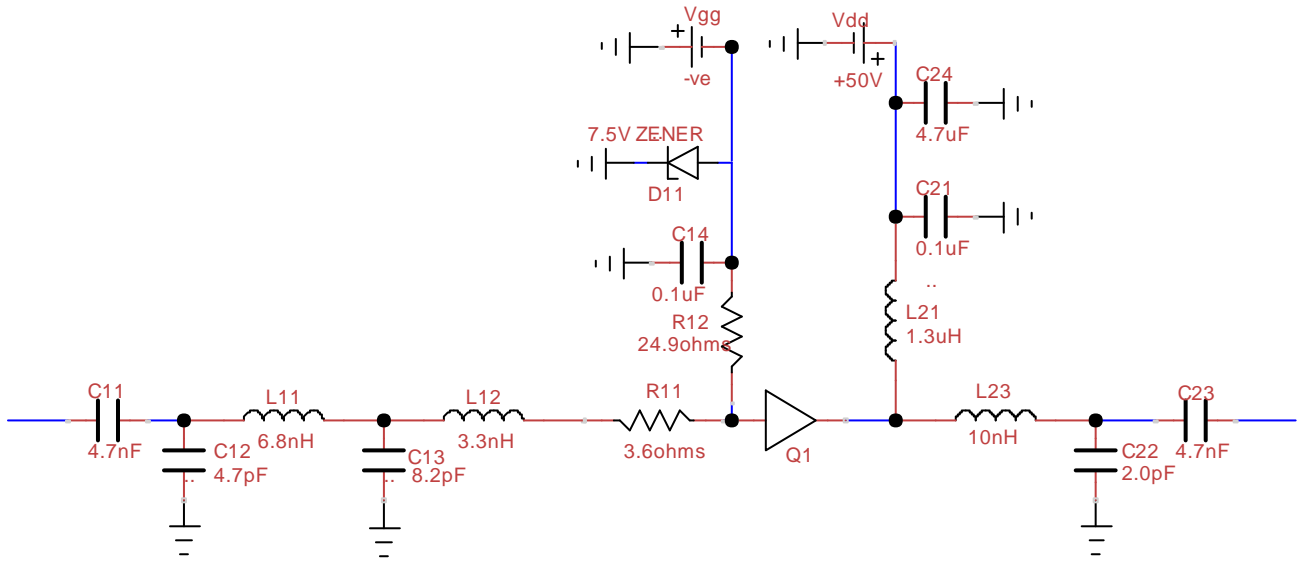 Vgg
+
-ve
Vdd
+
+50V
C24
4.7uF
7.5V ZENER
D11
C21
0.1uF
C14
0.1uF
R12
24.9ohms
L21
1.3uH
C11
4.7nF
L11
6.8nH
L12
3.3nH
R11
3.6ohms
Q1
L23
10nH
C23
4.7nF
C12
4.7pF
C13
8.2pF
C22
2.0pF